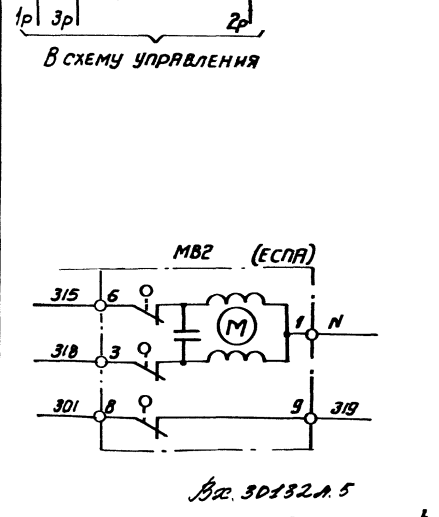 1р 3р 2р
В схему управления
МВ2 (ЕСПА)
315 6
1 N
М
318 3
301 8 9 319
Вх. 30132 л. 5